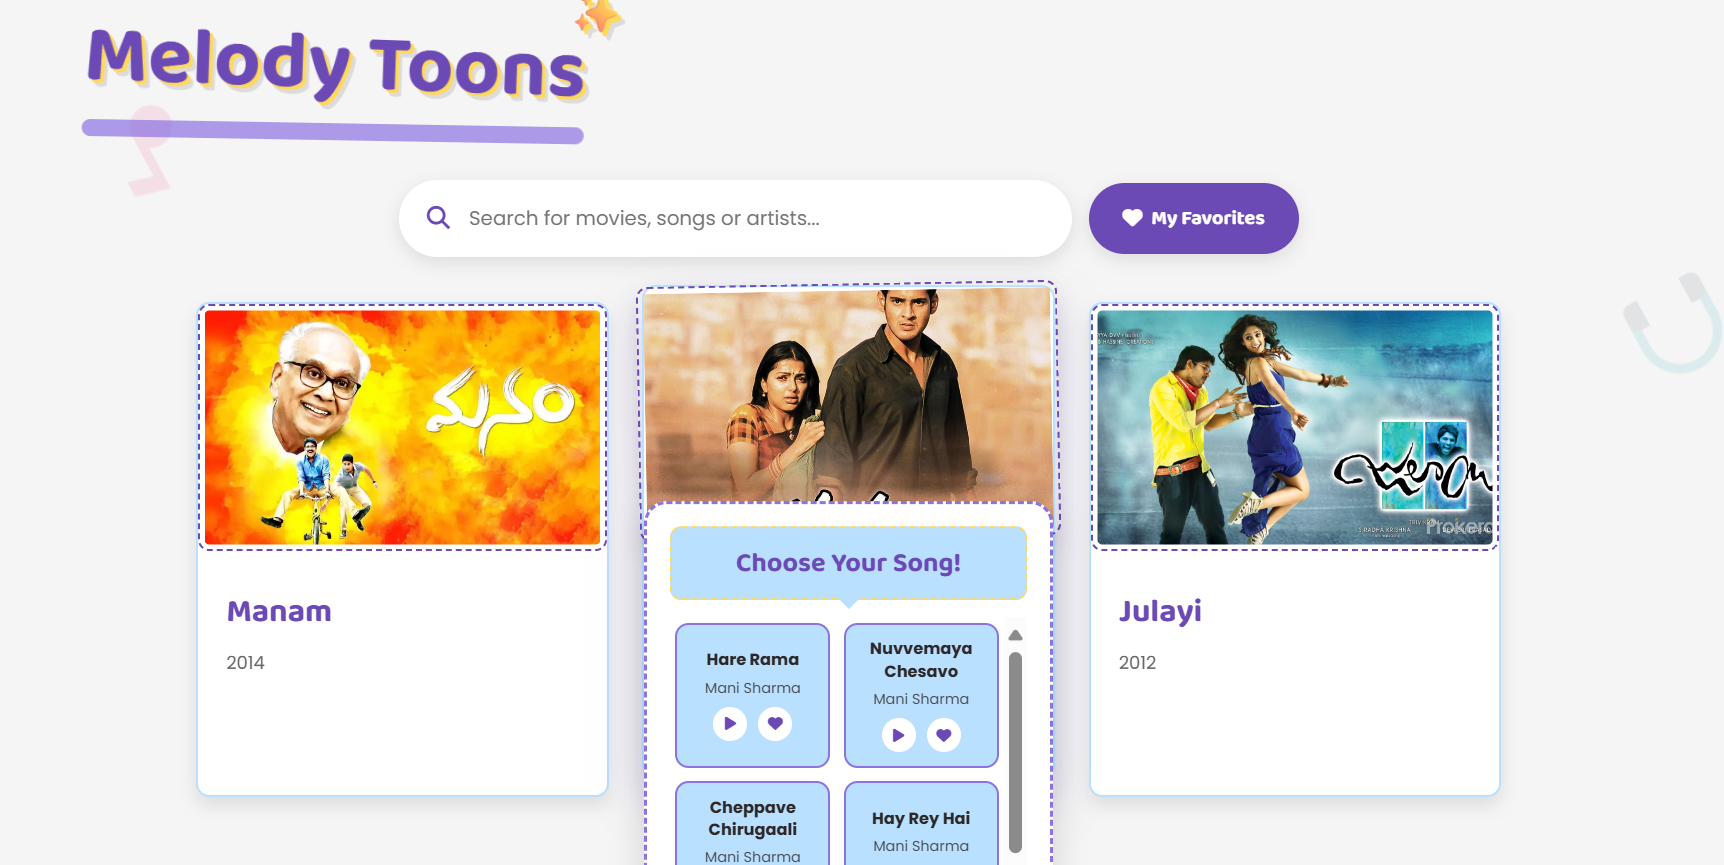 Melody Toons
Search for movies, songs or artists...
My Favorites
మనం
జులాయి
Prokera
Choose Your Song!
Manam
2014
Hare Rama
Mani Sharma
Nuvvemaya
Chesavo
Mani Sharma
Cheppave
Chirugaali
Mani Sharma
Hay Rey Hai
Mani Sharma
Julayi
2012